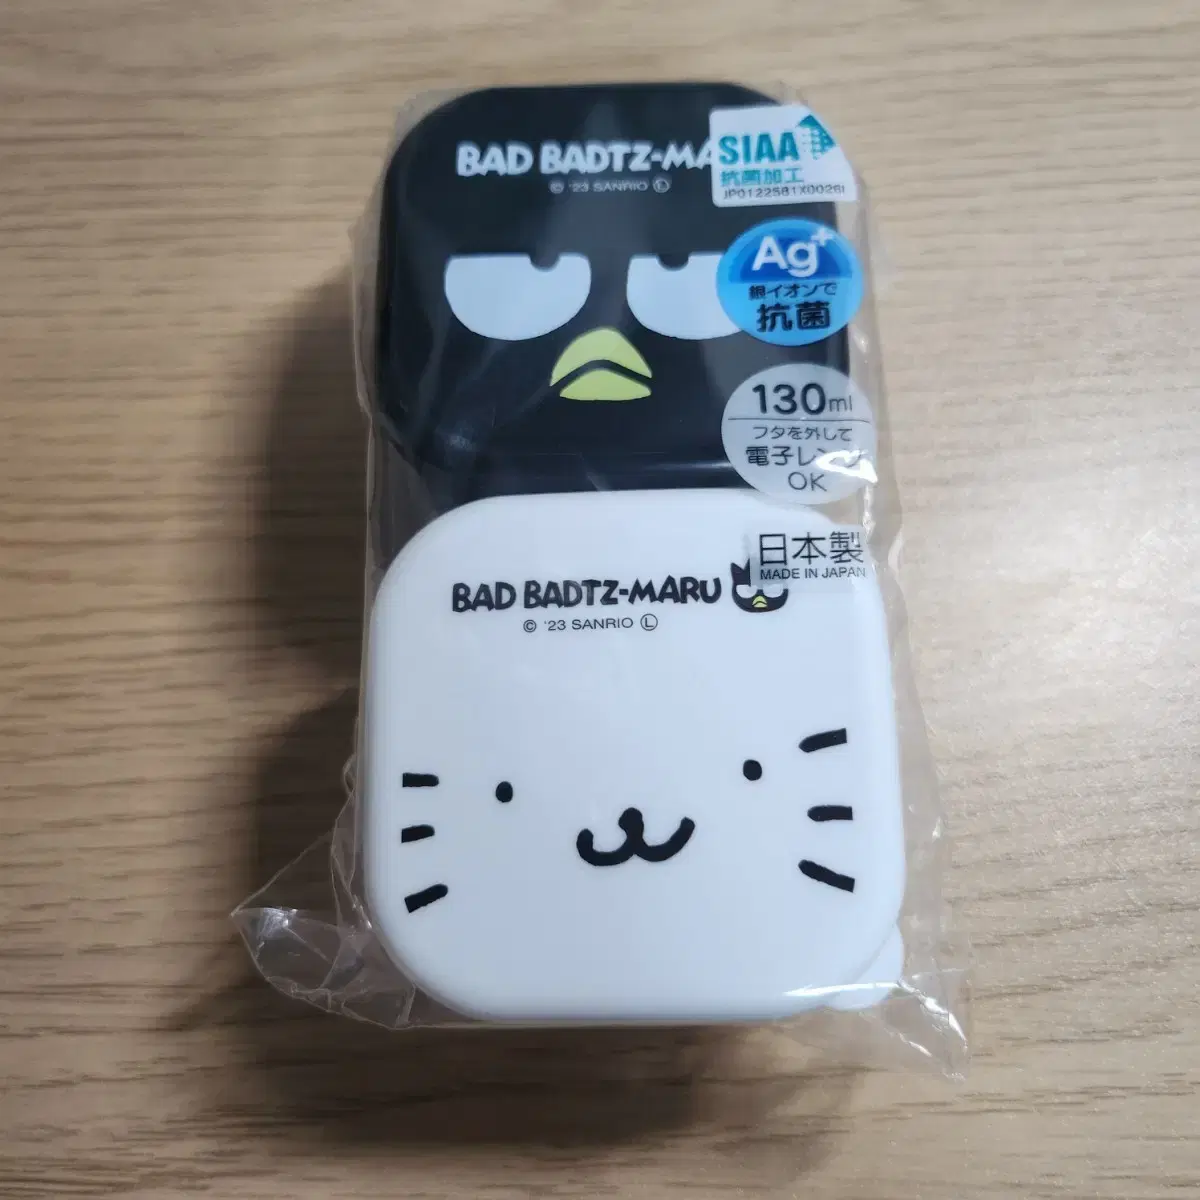 BAD BADTZ-MA
© '23 SANRIO Ⓛ
SIAA
抗菌加工
JP0122581X0026I
Ag+
銀イオンで
抗菌
130ml
フタを外して
電子レンジ
OK
日本製
MADE IN JAPAN
BAD BADTZ-MARU
© '23 SANRIO Ⓛ